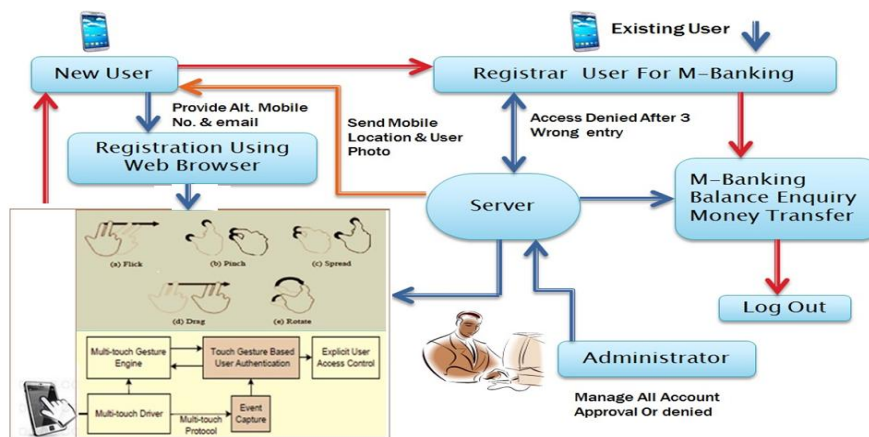 Existing User
New User
Registrar User For M-Banking
Provide Alt. Mobile
No. & email
Send Mobile
Location & User
Photo
Access Denied After 3
Wrong entry
Registration Using
Web Browser
Server
M-Banking
Balance Enquiry
Money Transfer
(a) Flick
(b) Pinch
(c) Spread
(d) Drag
(e) Rotate
Log Out
Multi-touch Gesture
Engine
Touch Gesture Based
User Authentication
Explicit User
Access Control
Administrator
Multi-touch Driver
Multi-touch
Protocol
Event
Capture
Manage All Account
Approval Or denied